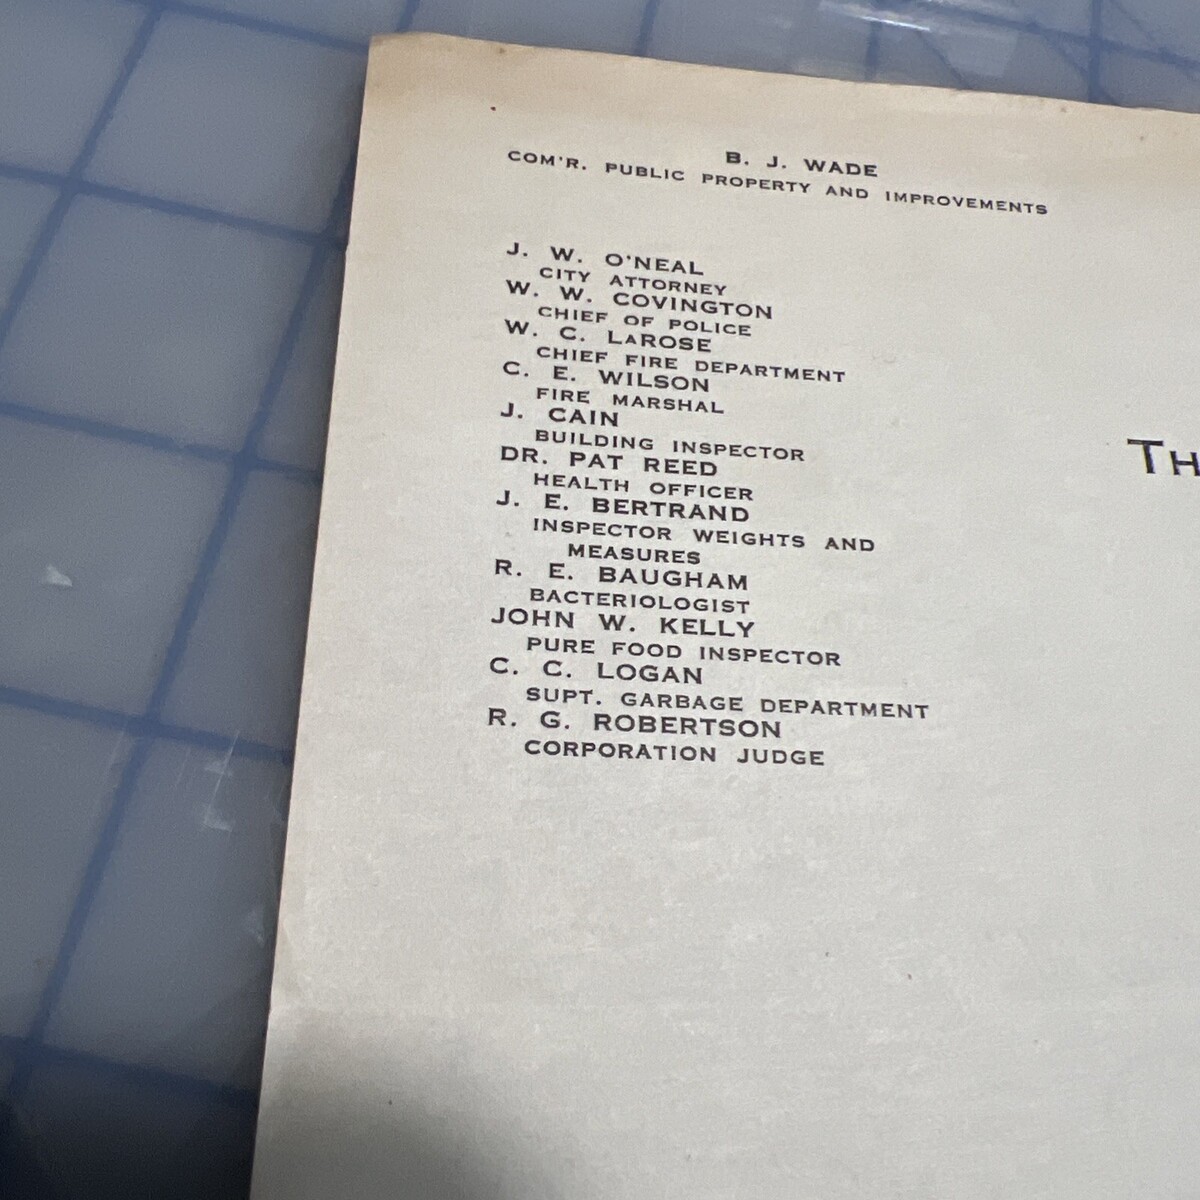 B. J. WADE
COM'R. PUBLIC PROPERTY AND IMPROVEMENTS
J. W. O'NEAL
CITY ATTORNEY
W. W. COVINGTON
CHIEF OF POLICE
W. C. LAROSE
CHIEF FIRE DEPARTMENT
C. E. WILSON
FIRE MARSHAL
J. CAIN
BUILDING INSPECTOR
DR. PAT REED
HEALTH OFFICER
J. E. BERTRAND
INSPECTOR WEIGHTS AND
MEASURES
R. E. BAUGHAM
BACTERIOLOGIST
JOHN W. KELLY
PURE FOOD INSPECTOR
C. C. LOGAN
SUPT. GARBAGE DEPARTMENT
R. G. ROBERTSON
CORPORATION JUDGE